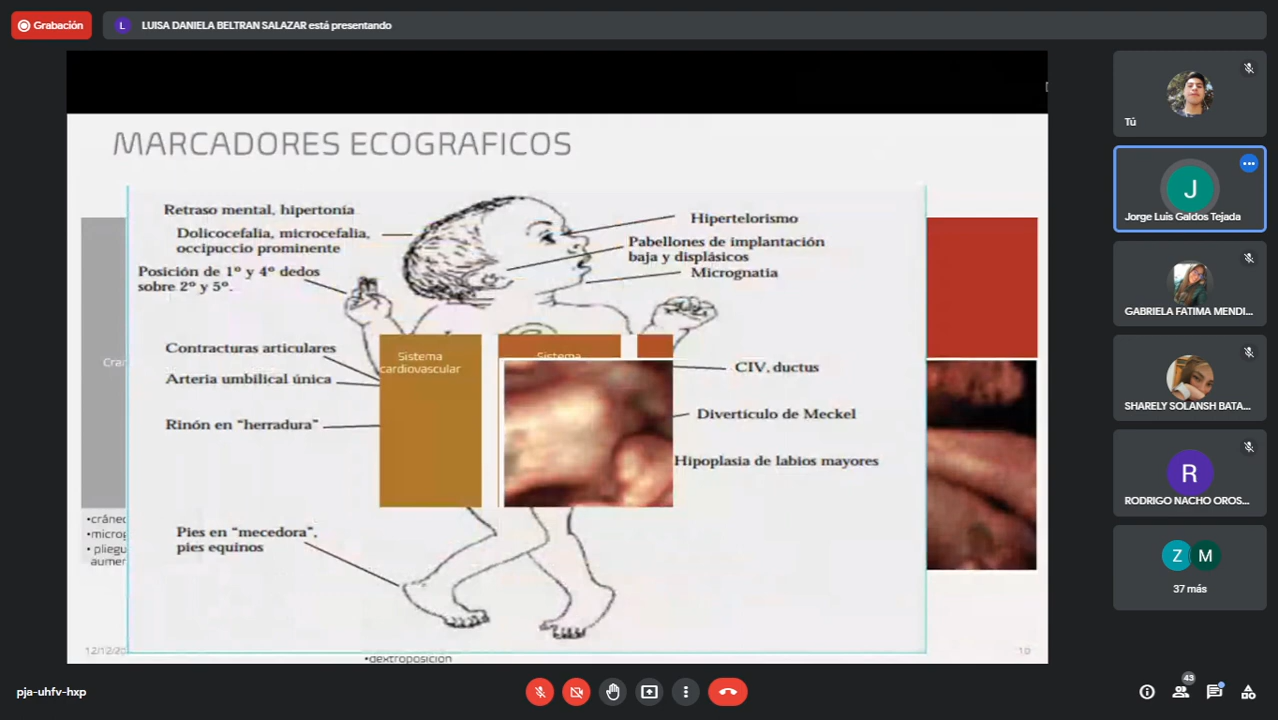 Grabación
L
LUISA DANIELA BELTRAN SALAZAR está presentando
MARCADORES ECOGRAFICOS
Retraso mental, hipertonía
Dolicocefalia, microcefalia,
occipuccio prominente
Posición de 1º y 4º dedos
sobre 2º y 5º.
Contracturas articulares
Arteria umbilical única
Rinón en “herradura”
Pies en “mecedora”,
pies equinos
Hipertelorismo
Pabellones de implantación
baja y displásicos
Micrognatia
CIV, ductus
Divertículo de Meckel
Hipoplasia de labios mayores
Sistema
cardiovascular
Sistema
•dextroposición
10
Tú
J
Jorge Luis Galdos Tejada
GABRIELA FATIMA MENDI...
SHARELY SOLANSH BATA...
R
RODRIGO NACHO OROS...
Z
M
37 más
pja-uhfv-hxp
43